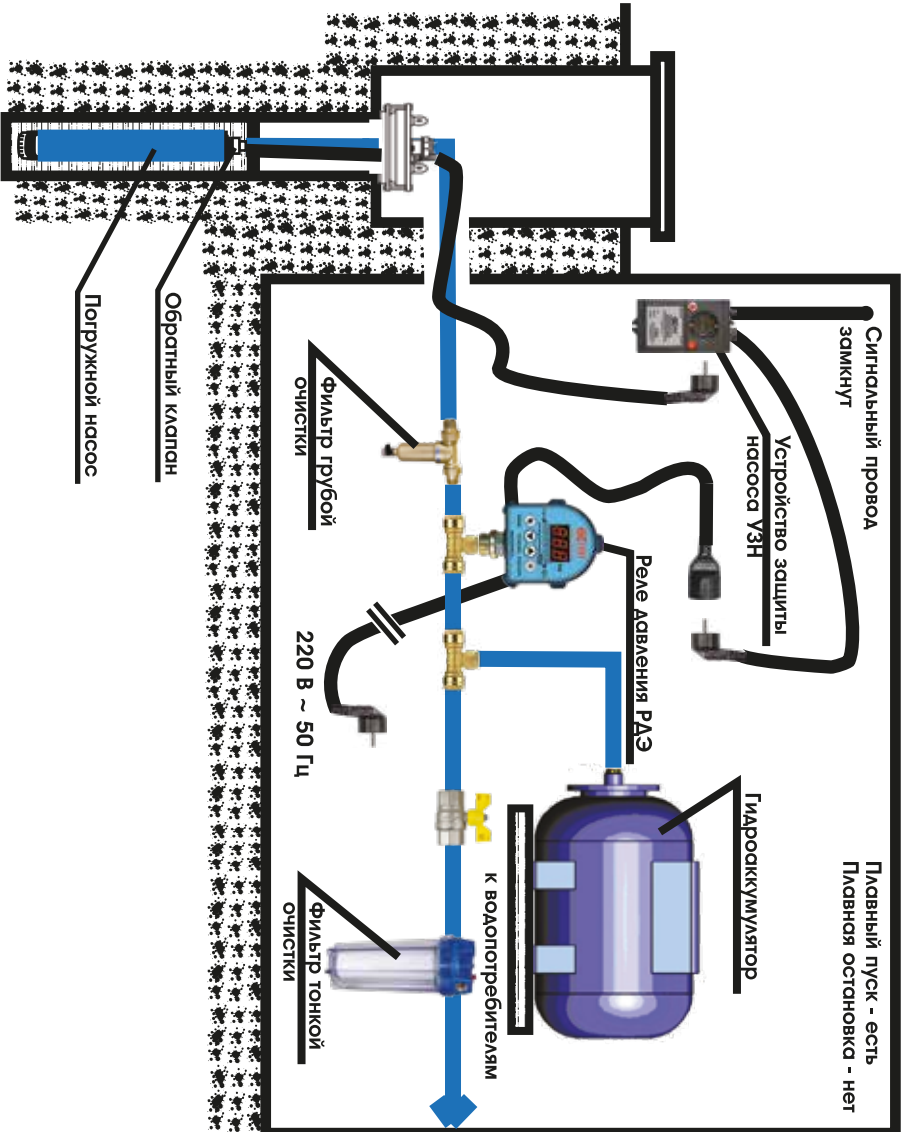 Плавный пуск - есть
Плавная остановка - нет
Сигнальный провод
замкнут
Устройство защиты
насоса УЗН
Гидроаккумулятор
Реле давления РДЭ
к водопотребителям
220 В ~ 50 Гц
Фильтр грубой
очистки
Фильтр тонкой
очистки
Обратный клапан
Погружной насос